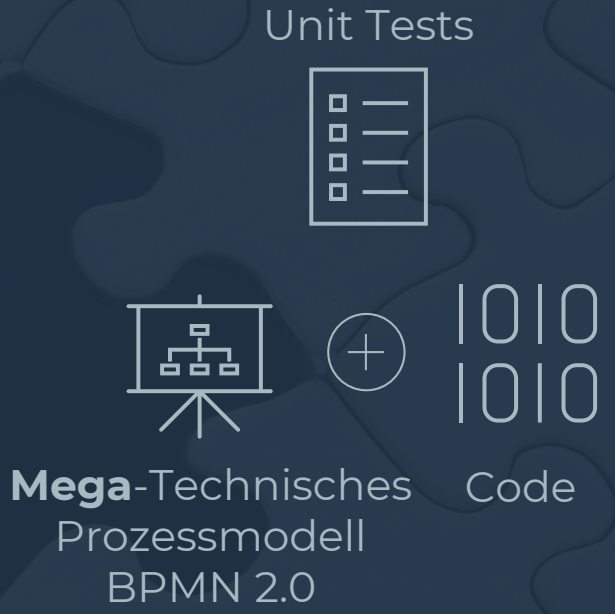 Unit Tests
1010
1010
Mega-Technisches
Prozessmodell
BPMN 2.0
Code